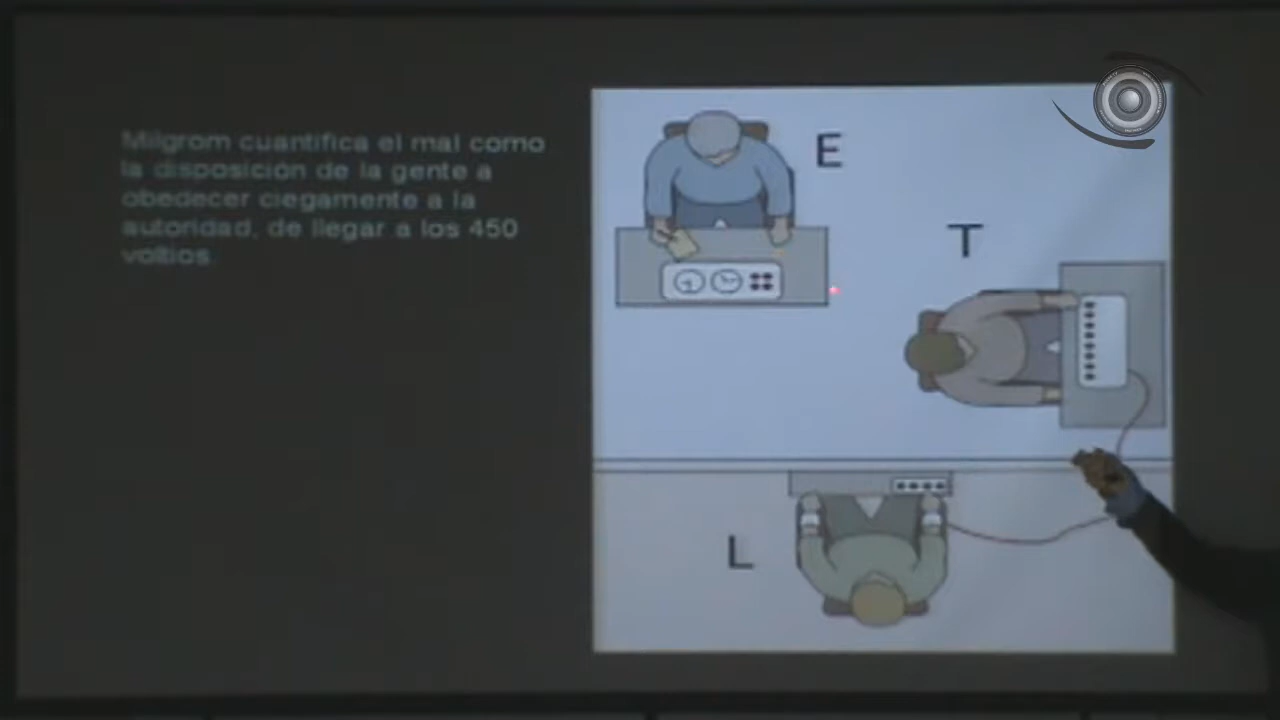 Milgrom cuantifica el mal como
la disposición de la gente a
obedecer ciegamente a la
autoridad, de llegar a los 450
voltios.
E
T
L